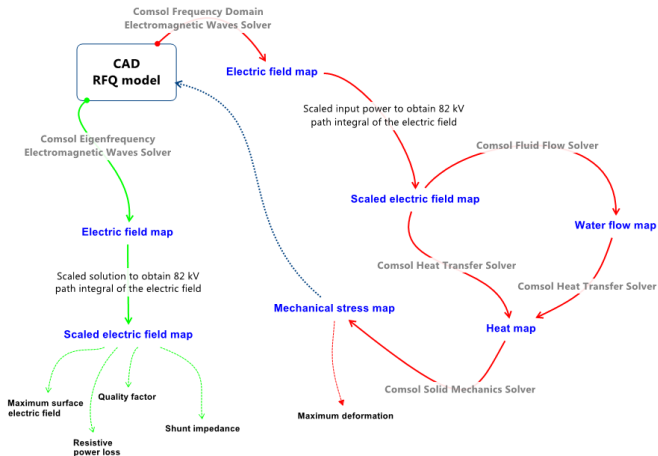 Comsol Frequency Domain
Electromagnetic Waves Solver
CAD
RFQ model
Electric field map
Scaled input power to obtain 82 kV
path integral of the electric field
Comsol Eigenfrequency
Electromagnetic Waves Solver
Comsol Fluid Flow Solver
Scaled electric field map
Electric field map
Water flow map
Comsol Heat Transfer Solver
Scaled solution to obtain 82 kV
path integral of the electric field
Comsol Heat Transfer Solver
Mechanical stress map
Heat map
Scaled electric field map
Comsol Solid Mechanics Solver
Maximum surface
electric field
Quality factor
Maximum deformation
Shunt impedance
Resistive
power loss